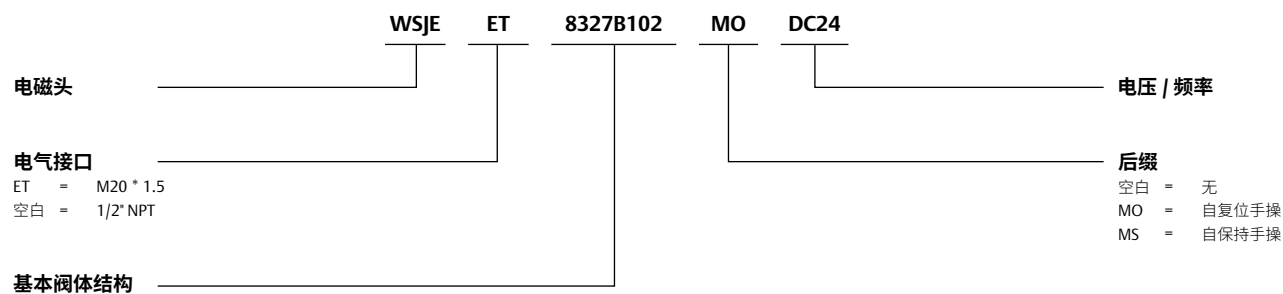 WSJE ET 8327B102 MO DC24
电磁头
电压 / 频率
电气接口
ET = M20 * 1.5
空白 = 1/2" NPT
后缀
空白 = 无
MO = 自复位手操
MS = 自保持手操
基本阀体结构